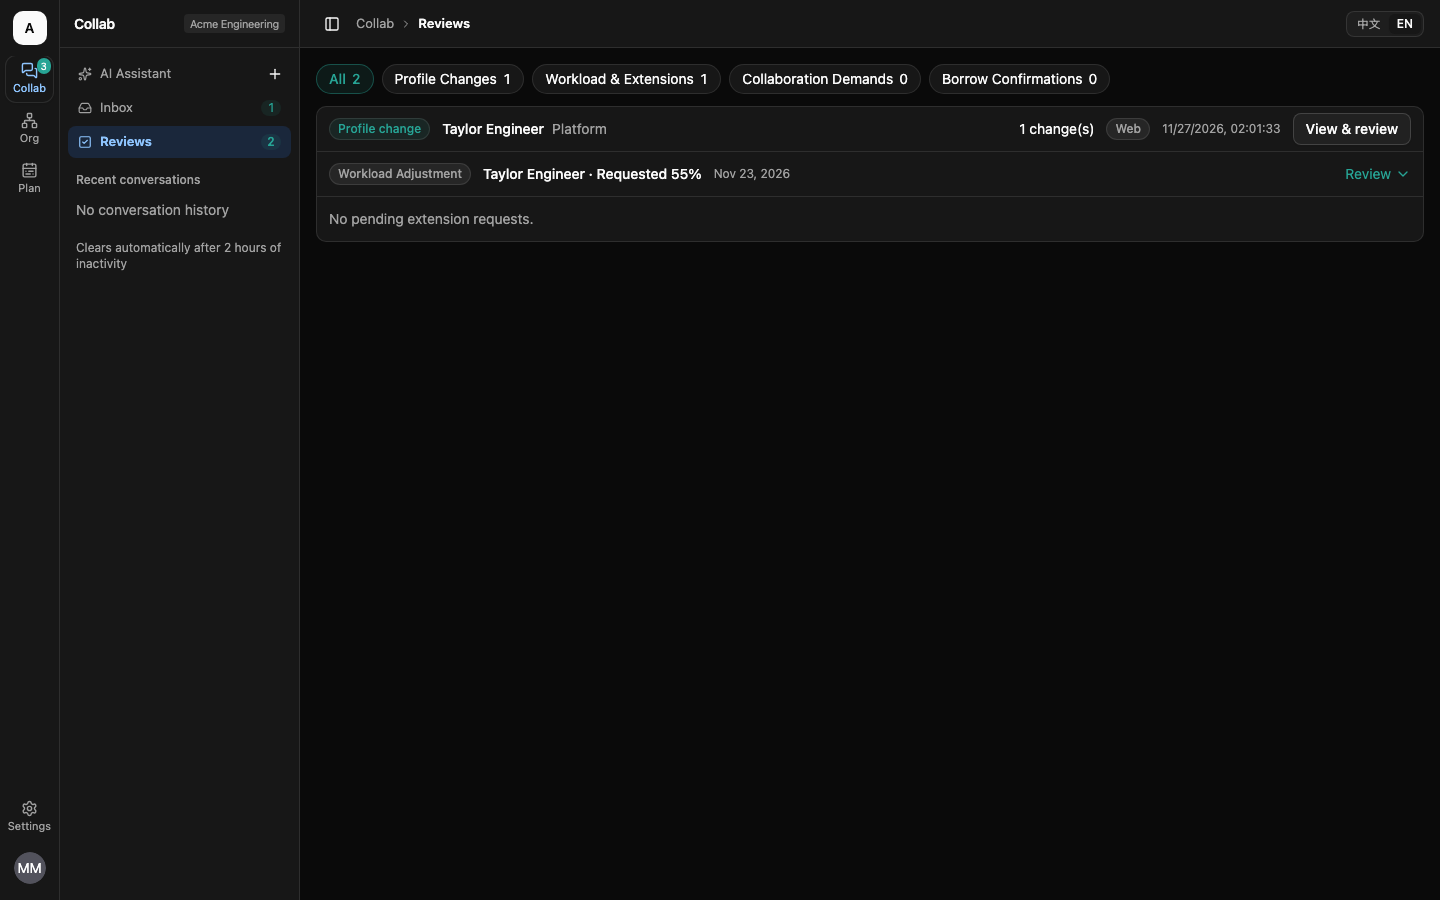 A
Collab
Acme Engineering
Collab
Reviews
中文
EN
3
Collab
Org
Plan
AI Assistant
Inbox
1
Reviews
2
Recent conversations
No conversation history
Clears automatically after 2 hours of
inactivity
All 2
Profile Changes 1
Workload & Extensions 1
Collaboration Demands 0
Borrow Confirmations 0
Profile change Taylor Engineer Platform 1 change(s) Web 11/27/2026, 02:01:33 View & review
Workload Adjustment Taylor Engineer · Requested 55% Nov 23, 2026 Review
No pending extension requests.
Settings
MM